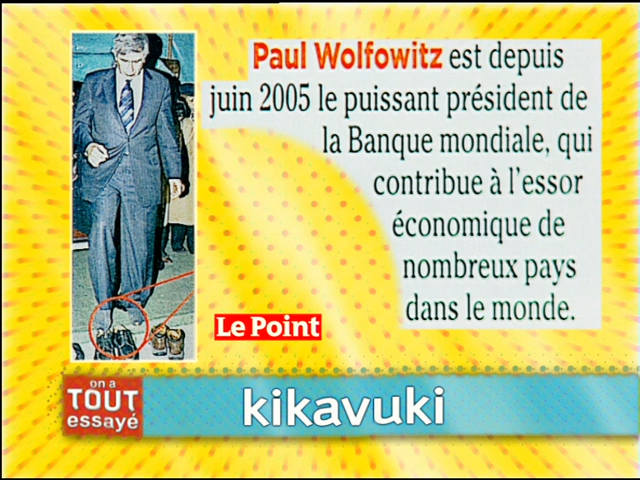 Paul Wolfowitz est depuis
juin 2005 le puissant président de
la Banque mondiale, qui
contribue à l'essor
économique de
nombreux pays
dans le monde.
Le Point
on a
TOUT
essayé
kikavuki